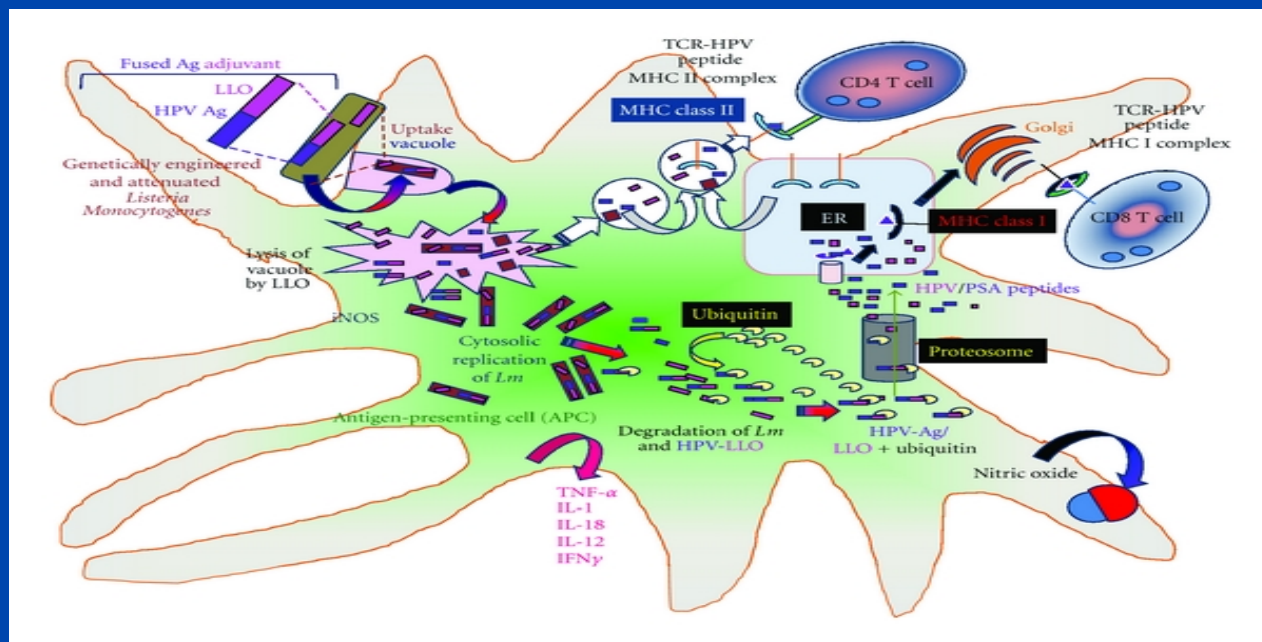 Fused Ag adjuvant
LLO
HPV Ag
Uptake
vacuole
Genetically engineered
and attenuated
Listeria
Monocytogenes
Lysis of
vacuole
by LLO
iNOS
Cytosolic
replication
of Lm
Antigen-presenting cell (APC)
TNF-α
IL-1
IL-18
IL-12
IFNγ
TCR-HPV
peptide
MHC II complex
MHC class II
CD4 T cell
Golgi
TCR-HPV
peptide
MHC I complex
CD8 T cell
ER
MHC class I
HPV/PSA peptides
Ubiquitin
Proteosome
Degradation of Lm
and HPV-LLO
HPV-Ag/
LLO + ubiquitin
Nitric oxide